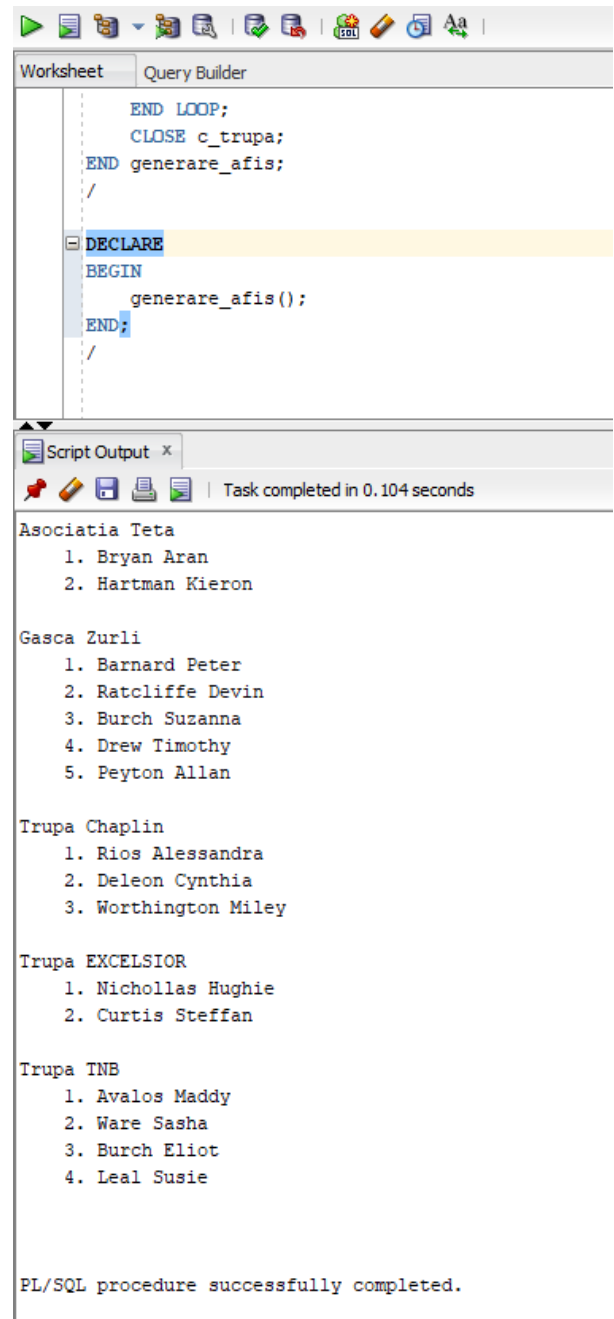 Worksheet Query Builder
END LOOP;
CLOSE c_trupa;
END generare_afis;
/
DECLARE
BEGIN
generare_afis();
END;
/
Script Output x
Task completed in 0.104 seconds
Asociatia Teta
1. Bryan Aran
2. Hartman Kieron
Gasca Zurli
1. Barnard Peter
2. Ratcliffe Devin
3. Burch Suzanna
4. Drew Timothy
5. Peyton Allan
Trupa Chaplin
1. Rios Alessandra
2. Deleon Cynthia
3. Worthington Miley
Trupa EXCELSIOR
1. Nichollas Hughie
2. Curtis Steffan
Trupa TNB
1. Avalos Maddy
2. Ware Sasha
3. Burch Eliot
4. Leal Susie
PL/SQL procedure successfully completed.